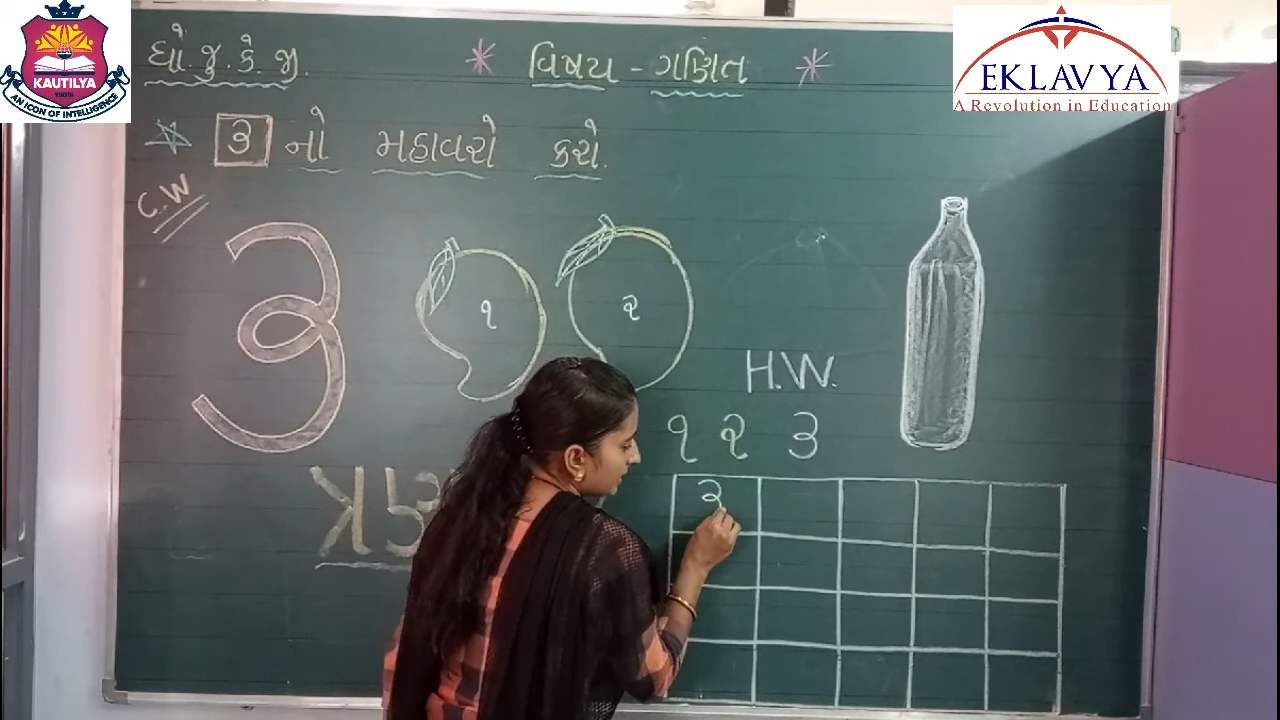 KAUTILYA
AN ICON OF INTELLIGENCE
EKLAVYA
A Revolution in Education
ધો. જુ. કે. જી.
વિષય - ગણિત
૩ નો મહાવરો કરો.
C.W
૩
૧ ૨
H.W.
૧ ૨ ૩
૩